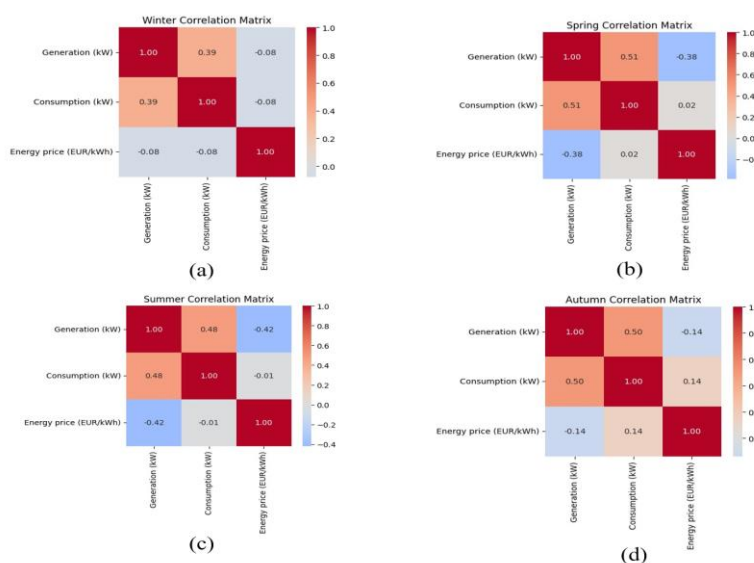 Winter Correlation Matrix
Generation (kW)
Consumption (kW)
Energy price (EUR/kWh)
1.00 0.39 -0.08
0.39 1.00 -0.08
-0.08 -0.08 1.00
1.0
0.8
0.6
0.4
0.2
0.0
Generation (kW)
Consumption (kW)
Energy price (EUR/kWh)
(a)
Spring Correlation Matrix
Generation (kW)
Consumption (kW)
Energy price (EUR/kWh)
1.00 0.51 -0.38
0.51 1.00 0.02
-0.38 0.02 1.00
1.0
0.8
0.6
0.4
0.2
0.0
Generation (kW)
Consumption (kW)
Energy price (EUR/kWh)
(b)
Summer Correlation Matrix
Generation (kW)
Consumption (kW)
Energy price (EUR/kWh)
1.00 0.48 -0.42
0.48 1.00 -0.01
-0.42 -0.01 1.00
1.0
0.8
0.6
0.4
0.2
0.0
-0.2
-0.4
Generation (kW)
Consumption (kW)
Energy price (EUR/kWh)
(c)
Autumn Correlation Matrix
Generation (kW)
Consumption (kW)
Energy price (EUR/kWh)
1.00 0.50 -0.14
0.50 1.00 0.14
-0.14 0.14 1.00
Generation (kW)
Consumption (kW)
Energy price (EUR/kWh)
(d)